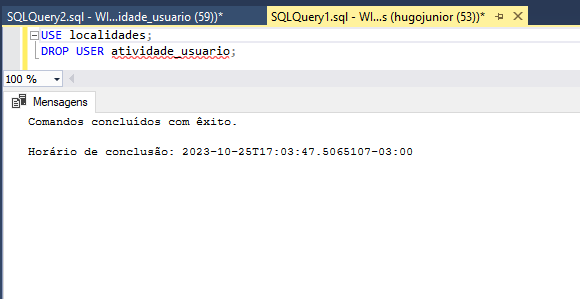 SQLQuery2.sql - WI...idade_usuario (59))*
SQLQuery1.sql - WI...s (hugojunior (53))*
USE localidades;
DROP USER atividade_usuario;
100 %
Mensagens
Comandos concluídos com êxito.
Horário de conclusão: 2023-10-25T17:03:47.5065107-03:00